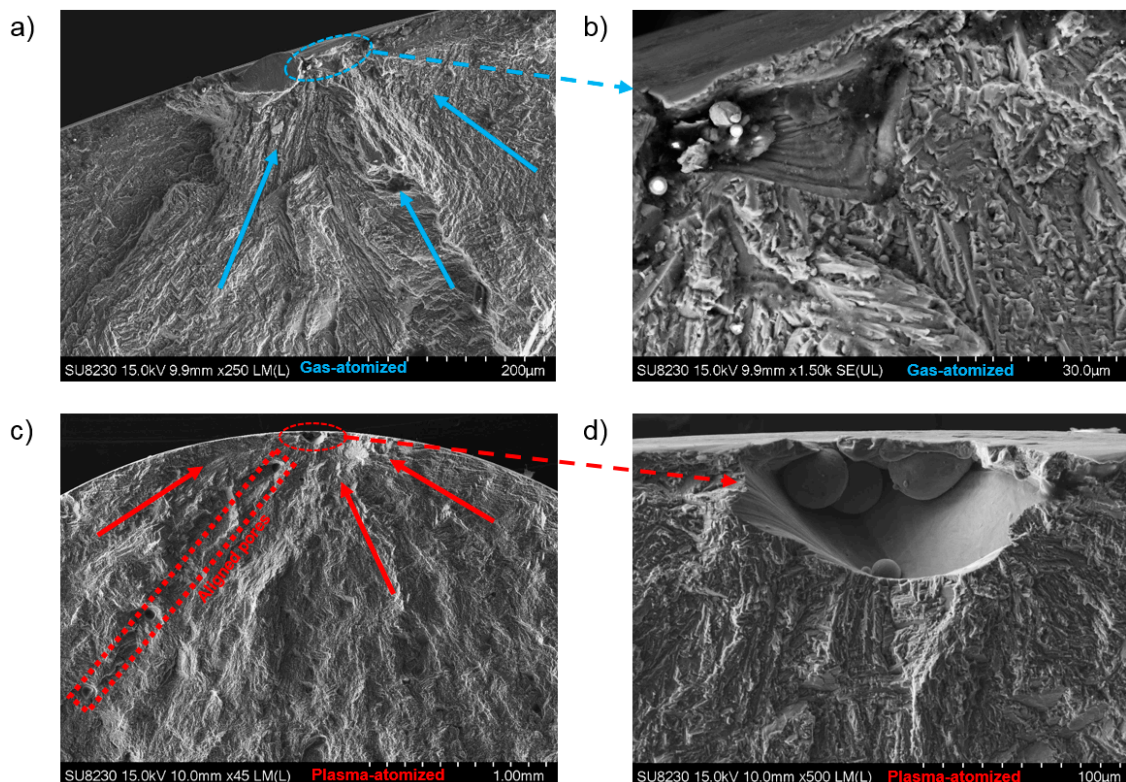 a)
b)
SU8230 15.0kV 9.9mm x250 LM(L)
Gas-atomized
200µm
SU8230 15.0kV 9.9mm x1.50k SE(UL)
Gas-atomized
30.0µm
c)
d)
Aligned pores
SU8230 15.0kV 10.0mm x45 LM(L)
Plasma-atomized
1.00mm
SU8230 15.0kV 10.0mm x500 LM(L)
Plasma-atomized
100µm